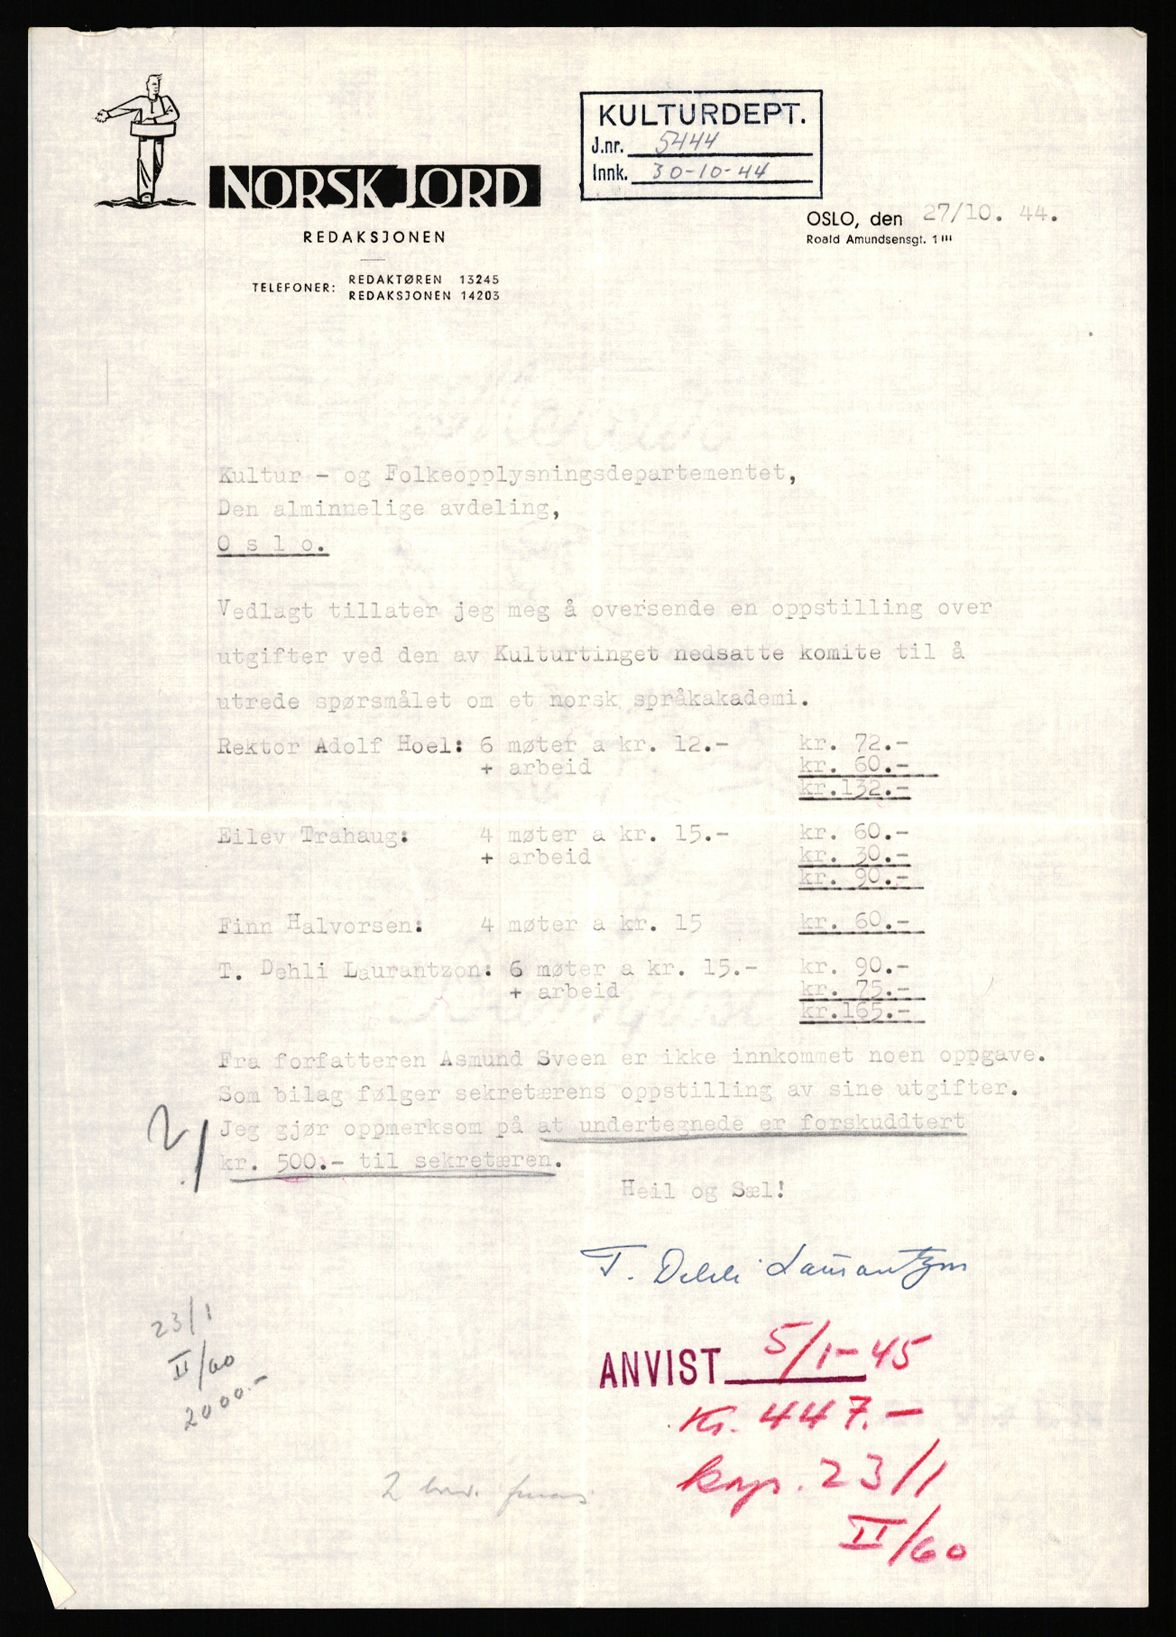 KULTURDEPT.
J.nr. 5444
Innk. 30-10-44
NORSK JORD
REDAKSJONEN
TELEFONER: REDAKTØREN 13245
REDAKSJONEN 14203
OSLO, den 27/10. 44.
Roald Amundsensgt. 1 III
Kultur - og Folkeopplysningsdepartementet,
Den alminnelige avdeling,
O s l o.
Vedlagt tillater jeg meg å oversende en oppstilling over
utgifter ved den av Kulturtinget nedsatte komite til å
utrede spørsmålet om et norsk språkakademi.
Rektor Adolf Hoel: 6 møter a kr. 12.- kr. 72.-
+ arbeid kr. 60.-
kr.132.-
Eilev Trahaug: 4 møter a kr. 15.- kr. 60.-
+ arbeid kr. 30.-
kr. 90.-
Finn Halvorsen: 4 møter a kr. 15 kr. 60.-
T. Dehli Laurantzon: 6 møter a kr. 15.- kr. 90.-
+ arbeid kr. 75.-
kr.165.-
Fra forfatteren Asmund Sveen er ikke innkommet noen oppgave.
Som bilag følger sekretærens oppstilling av sine utgifter.
Jeg gjør oppmerksom på at undertegnede er forskuddtert
kr. 500.- til sekretæren.
2/
Heil og Sæl!
T. Dehli Laurantzon
23/1
II/60
2000.-
ANVIST 5/1-45
Kr. 447.-
kap. 23/1
II/60
2